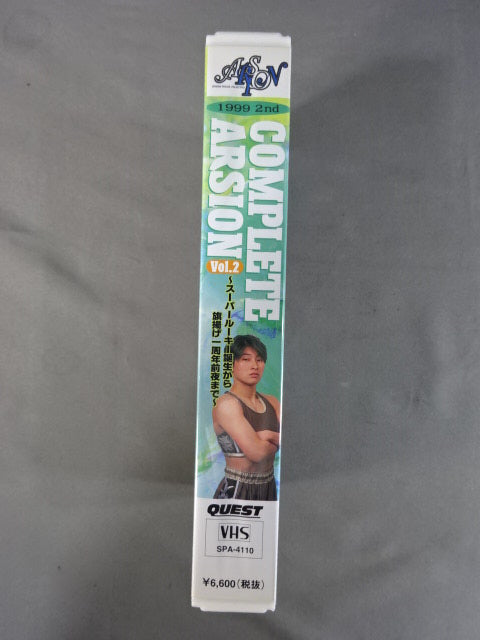 ARSION
1999 2nd
COMPLETE
ARSION
Vol.2
～スーパールーキー誕生から
旗揚げ一周年前夜まで～
QUEST
VHS
SPA-4110
¥6,600(税抜)